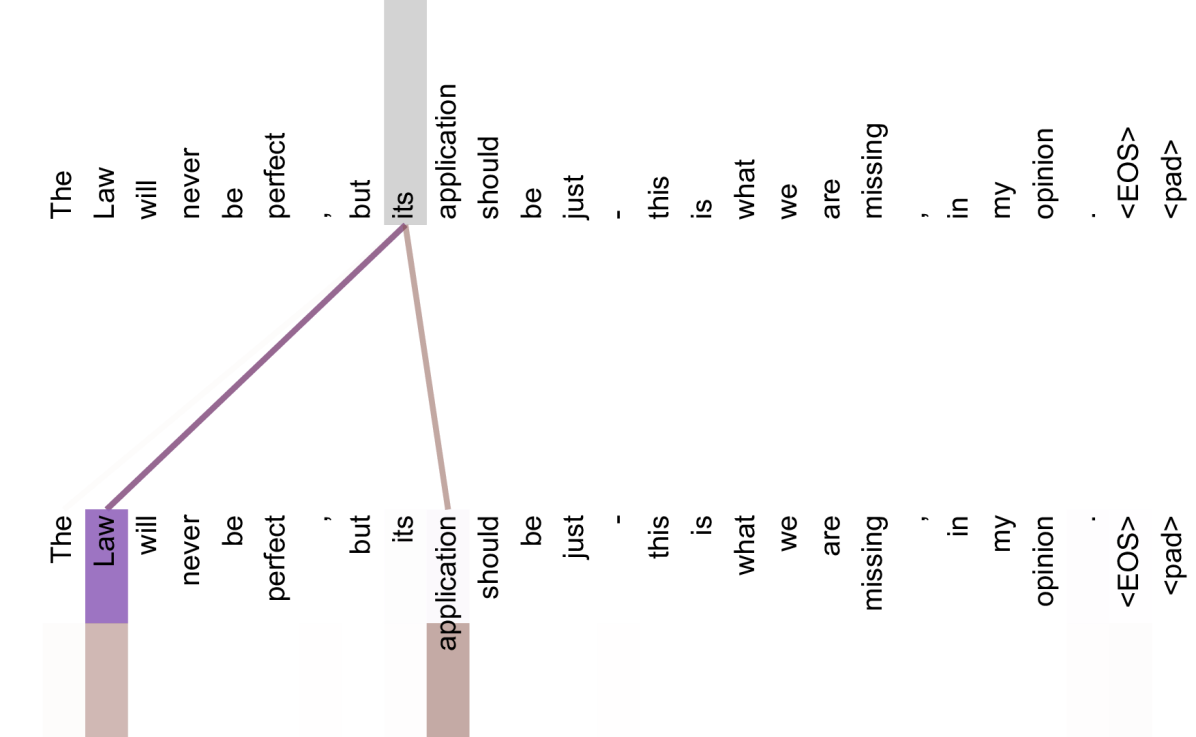 The Law will never be perfect , but its application should be just - this is what we are missing , in my opinion . <EOS> <pad>
The Law will never be perfect , but its application should be just - this is what we are missing , in my opinion . <EOS> <pad>